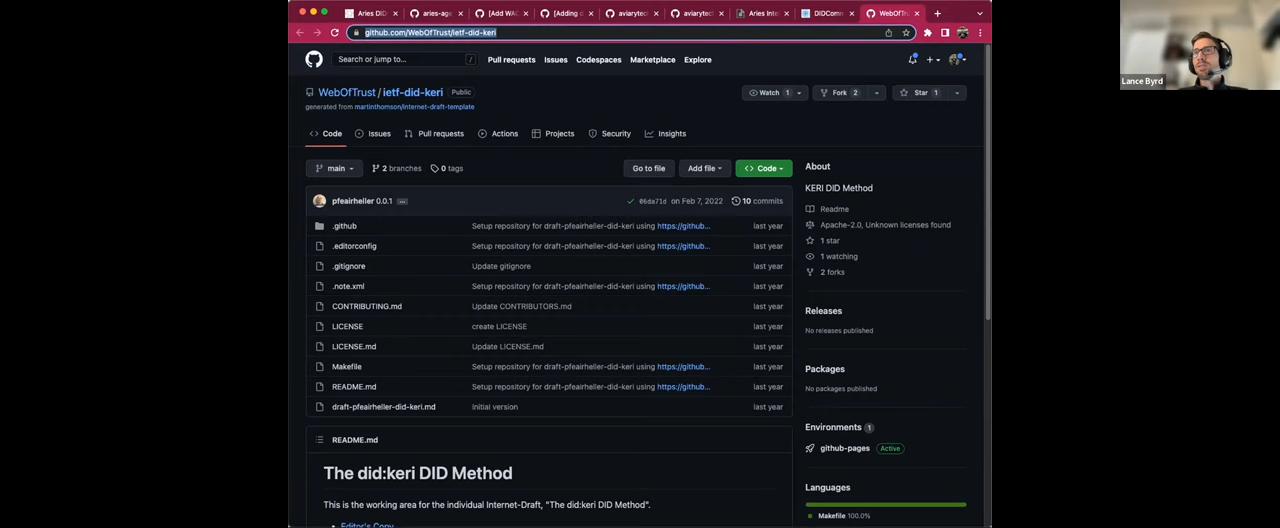 Aries DID
aries-age
[Add WAC
[Adding d
aviarytec
aviarytec
Aries Inte
DIDComm
WebOfTru
github.com/WebOfTrust/ietf-did-keri
Search or jump to... /
Pull requests Issues Codespaces Marketplace Explore
WebOfTrust / ietf-did-keri Public
generated from martinthomson/internet-draft-template
Watch 1 Fork 2 Star 1
Code Issues Pull requests Actions Projects Security Insights
main 2 branches 0 tags Go to file Add file Code
pfeairheller 0.0.1 ... 06da71d on Feb 7, 2022 10 commits
.github Setup repository for draft-pfeairheller-did-keri using https://github... last year
.editorconfig Setup repository for draft-pfeairheller-did-keri using https://github... last year
.gitignore Update gitignore last year
.note.xml Setup repository for draft-pfeairheller-did-keri using https://github... last year
CONTRIBUTING.md Update CONTRIBUTORS.md last year
LICENSE create LICENSE last year
LICENSE.md Update LICENSE.md last year
Makefile Setup repository for draft-pfeairheller-did-keri using https://github... last year
README.md Setup repository for draft-pfeairheller-did-keri using https://github... last year
draft-pfeairheller-did-keri.md Initial version last year
README.md
The did:keri DID Method
This is the working area for the individual Internet-Draft, "The did:keri DID Method".
Editor's Copy
About
KERI DID Method
Readme
Apache-2.0, Unknown licenses found
1 star
1 watching
2 forks
Releases
No releases published
Packages
No packages published
Environments 1
github-pages Active
Languages
Makefile 100.0%
Lance Byrd